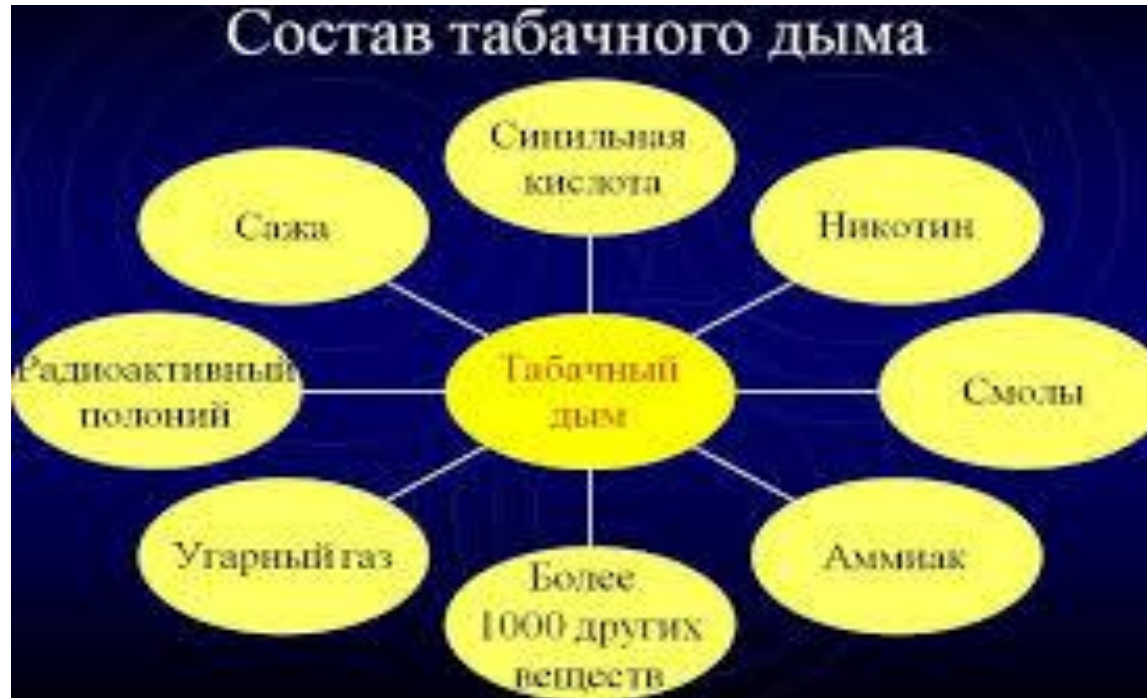 Состав табачного дыма
Синильная
кислота
Никотин
Смолы
Аммиак
Более
1000 других
веществ
Угарный газ
Радиоактивный
полоний
Сажа
Табачный
дым